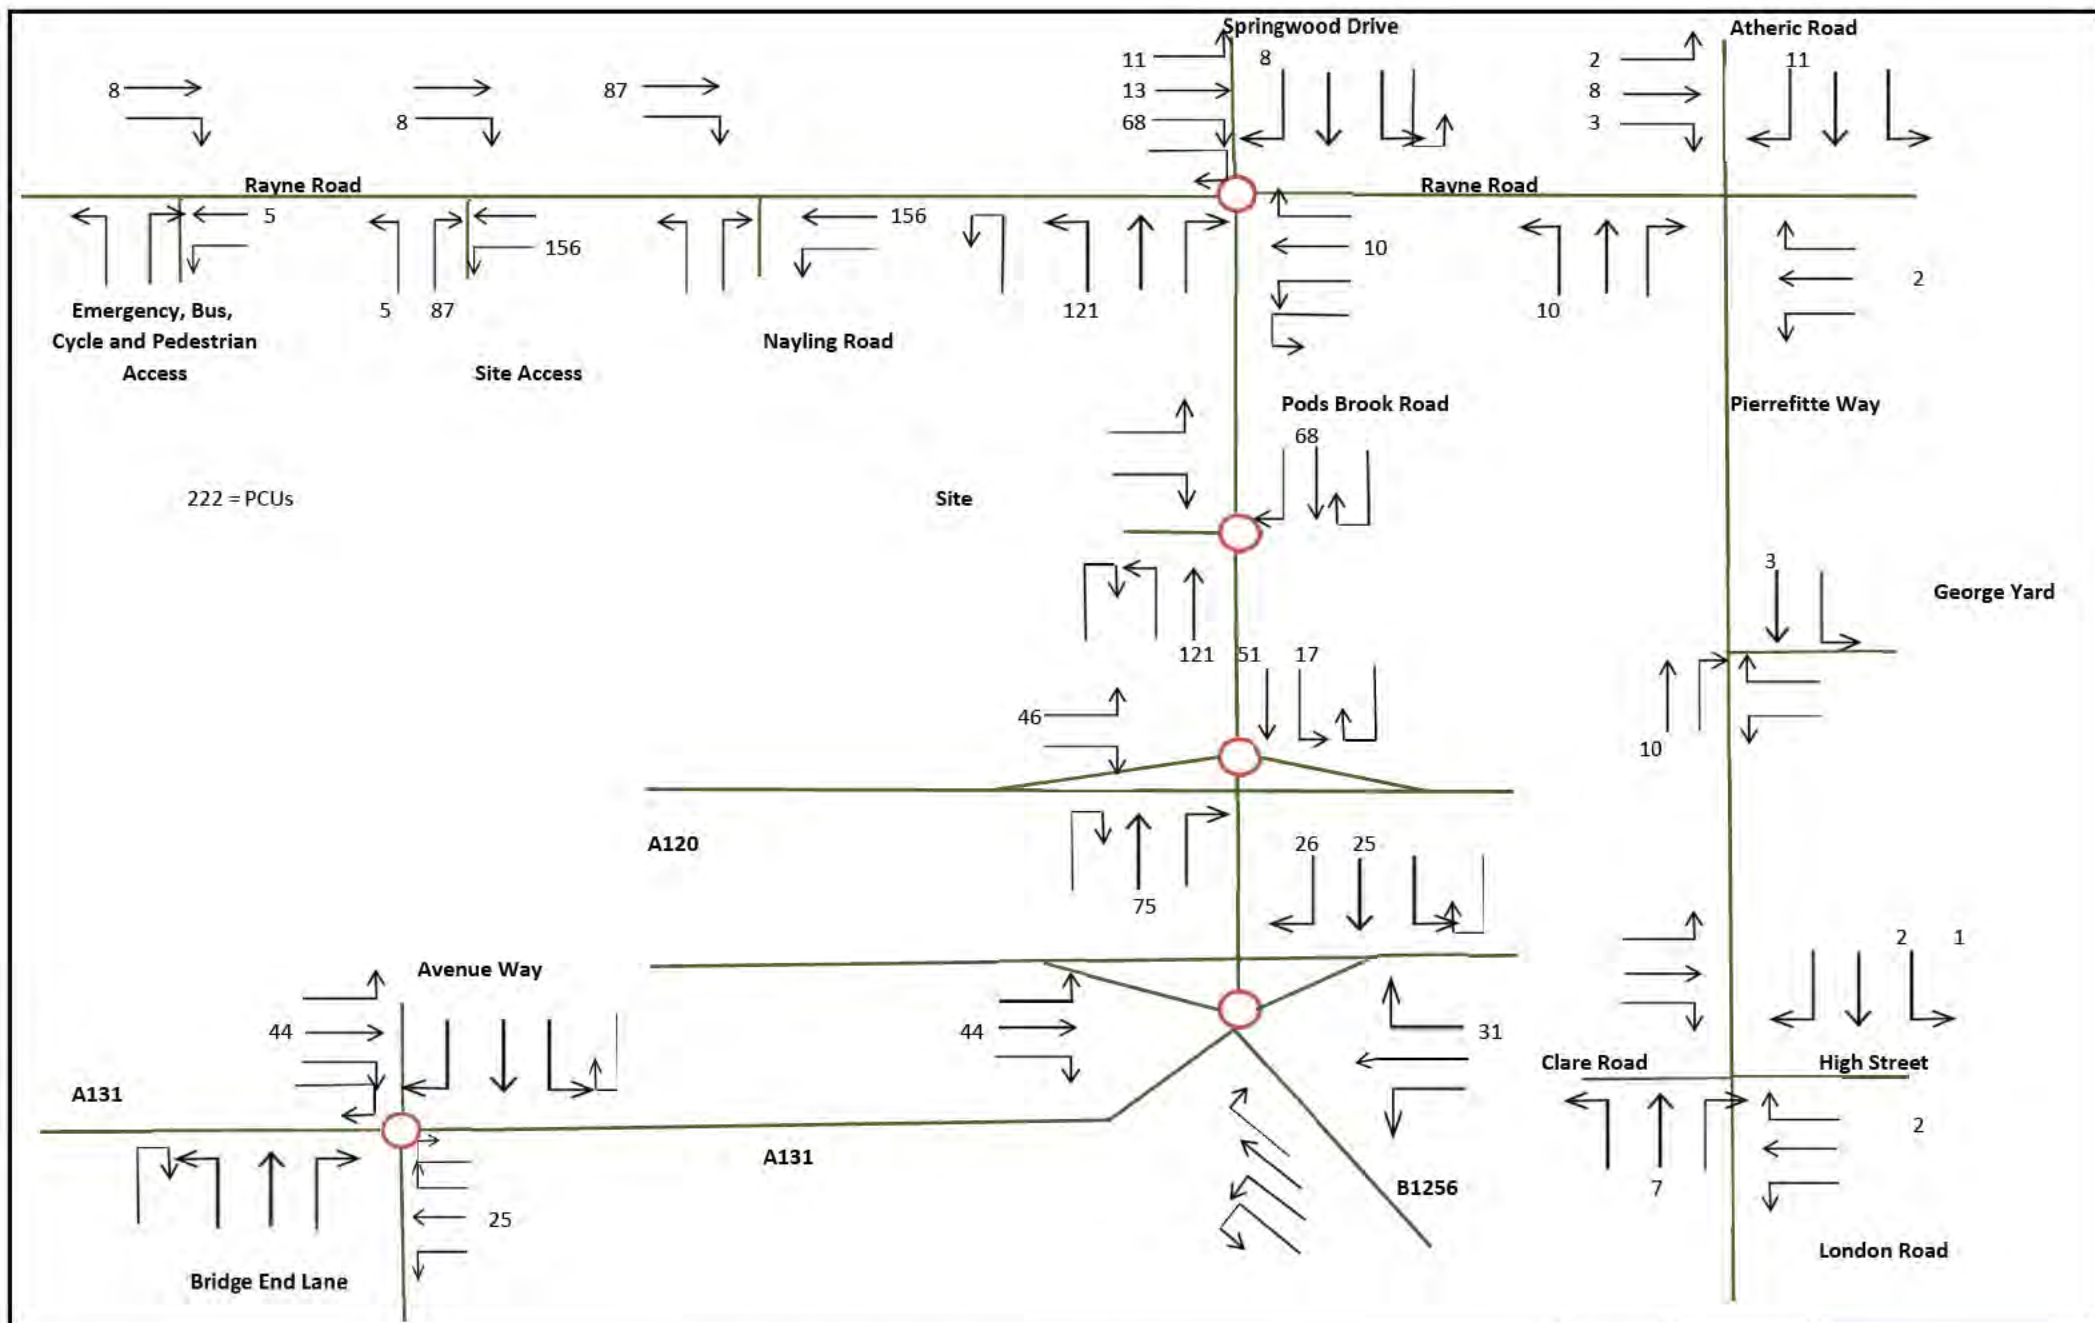 Springwood Drive
Atheric Road
11
8
2
11
8
87
13
8
8
68
3
Rayne Road
Rayne Road
5
156
156
10
2
5
87
121
10
Emergency, Bus,
Cycle and Pedestrian
Access
Site Access
Nayling Road
Pods Brook Road
Pierrefitte Way
68
222 = PCUs
Site
3
George Yard
121
51
17
46
10
A120
26
25
75
2
1
Avenue Way
44
44
31
Clare Road
High Street
A131
2
A131
B1256
7
25
London Road
Bridge End Lane